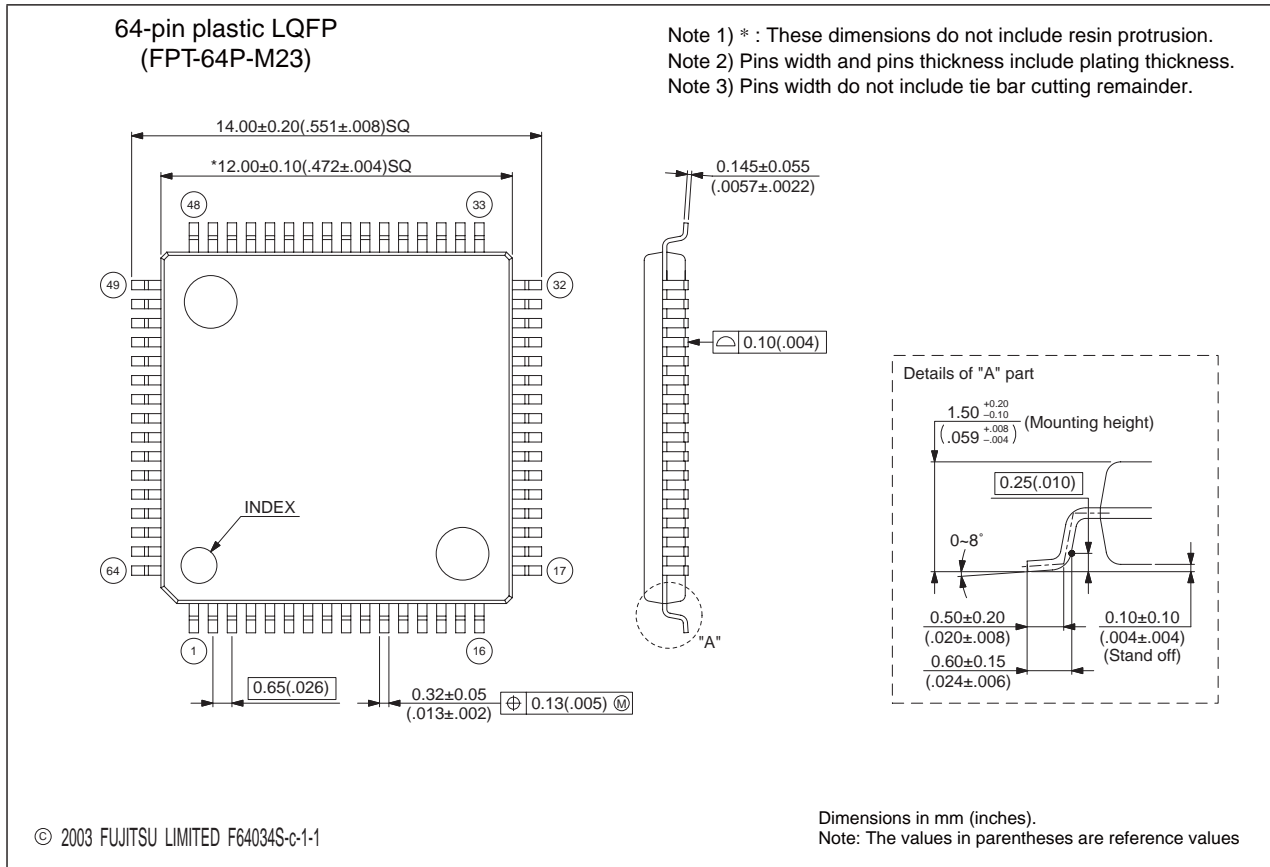 64-pin plastic LQFP
(FPT-64P-M23)
Note 1) * : These dimensions do not include resin protrusion.
Note 2) Pins width and pins thickness include plating thickness.
Note 3) Pins width do not include tie bar cutting remainder.
14.00±0.20(.551±.008)SQ
*12.00±0.10(.472±.004)SQ
0.145±0.055
(.0057±.0022)
48
33
49
32
0.10(.004)
Details of "A" part
1.50 +0.20 –0.10
(.059 +.008 –.004)
(Mounting height)
0.25(.010)
INDEX
0~8°
64
17
0.50±0.20
(.020±.008)
0.10±0.10
(.004±.004)
(Stand off)
1
16
"A"
0.60±0.15
(.024±.006)
0.65(.026)
0.32±0.05
(.013±.002)
⌖ 0.13(.005) Ⓜ
© 2003 FUJITSU LIMITED F64034S-c-1-1
Dimensions in mm (inches).
Note: The values in parentheses are reference values